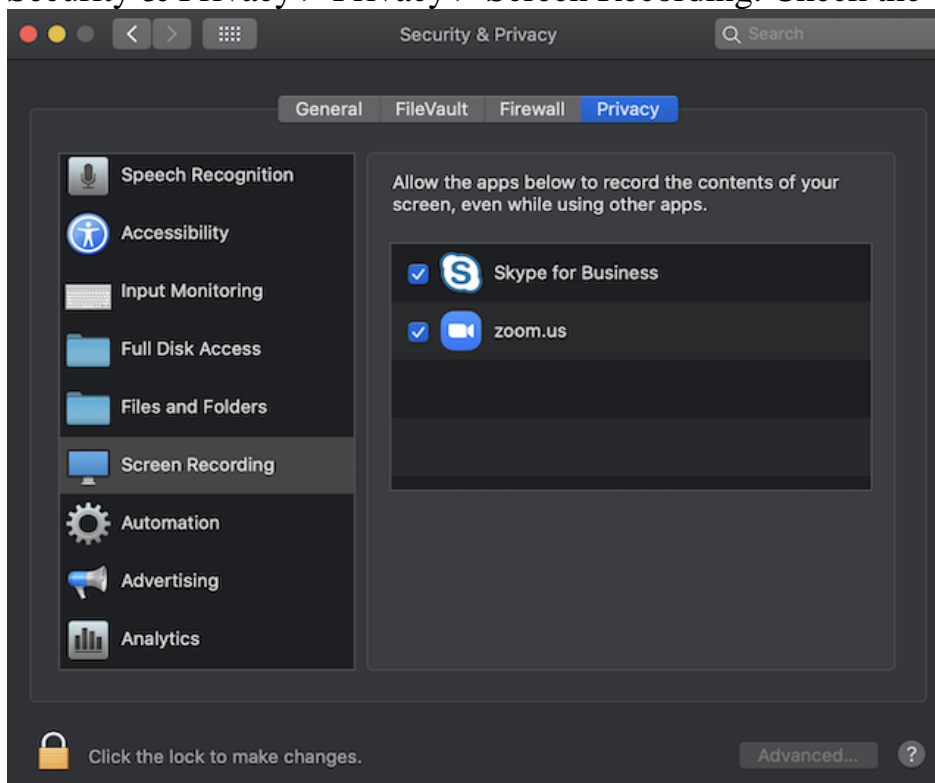 Security & Privacy
Search
General FileVault Firewall Privacy
Speech Recognition
Accessibility
Input Monitoring
Full Disk Access
Files and Folders
Screen Recording
Automation
Advertising
Analytics
Allow the apps below to record the contents of your
screen, even while using other apps.
Skype for Business
zoom.us
Click the lock to make changes.
Advanced...
?